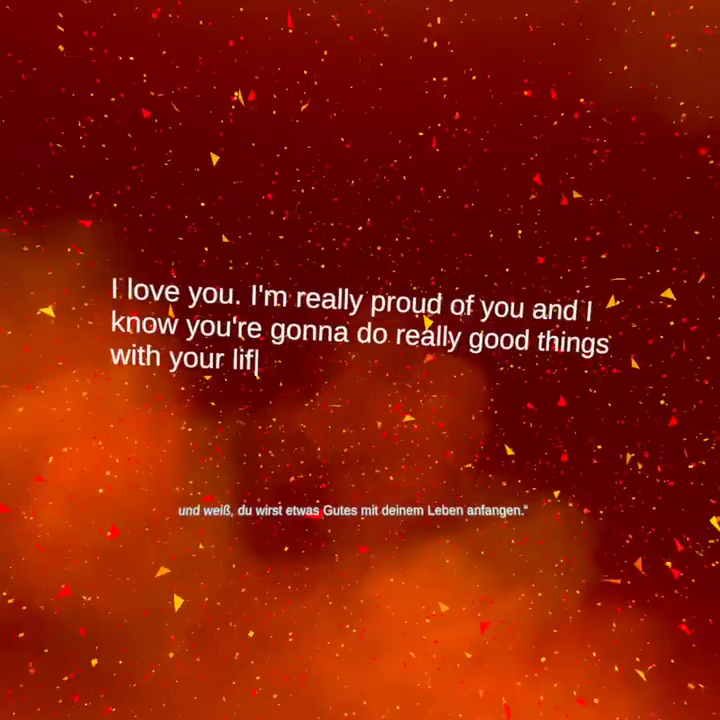 I love you. I'm really proud of you and I
know you're gonna do really good things
with your lif|
und weiß, du wirst etwas Gutes mit deinem Leben anfangen.“